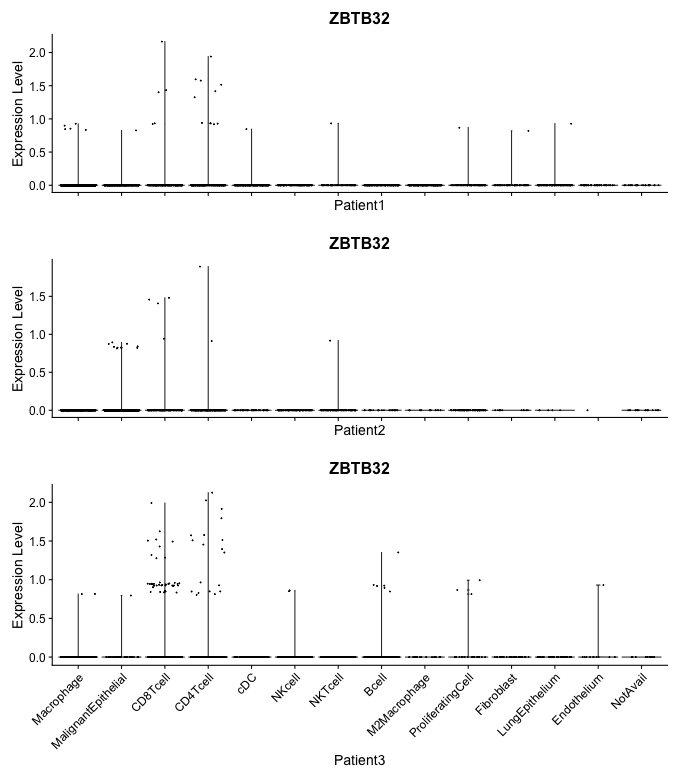 ZBTB32
Expression Level
2.0
1.5
1.0
0.5
0.0
Patient1
ZBTB32
Expression Level
1.5
1.0
0.5
0.0
Patient2
ZBTB32
Expression Level
2.0
1.5
1.0
0.5
0.0
Macrophage
MalignantEpithelial
CD8Tcell
CD4Tcell
cDC
NKcell
NKTcell
Bcell
M2Macrophage
ProliferatingCell
Fibroblast
LungEpithelium
Endothelium
NotAvail
Patient3